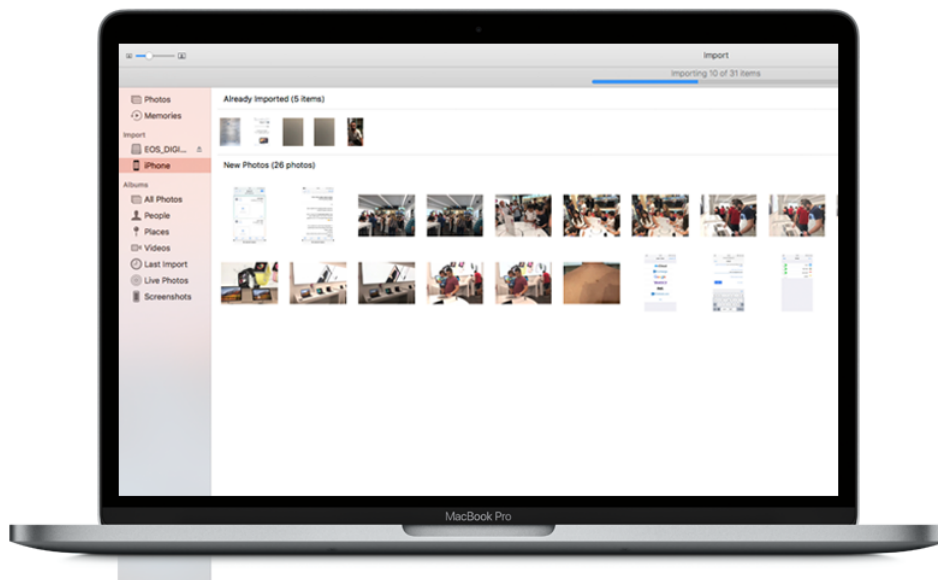 Import
Importing 10 of 31 items
Photos
Memories
Import
EOS_DIGI...
iPhone
Albums
All Photos
People
Places
Videos
Last Import
Live Photos
Screenshots
Already Imported (5 items)
New Photos (26 photos)
MacBook Pro